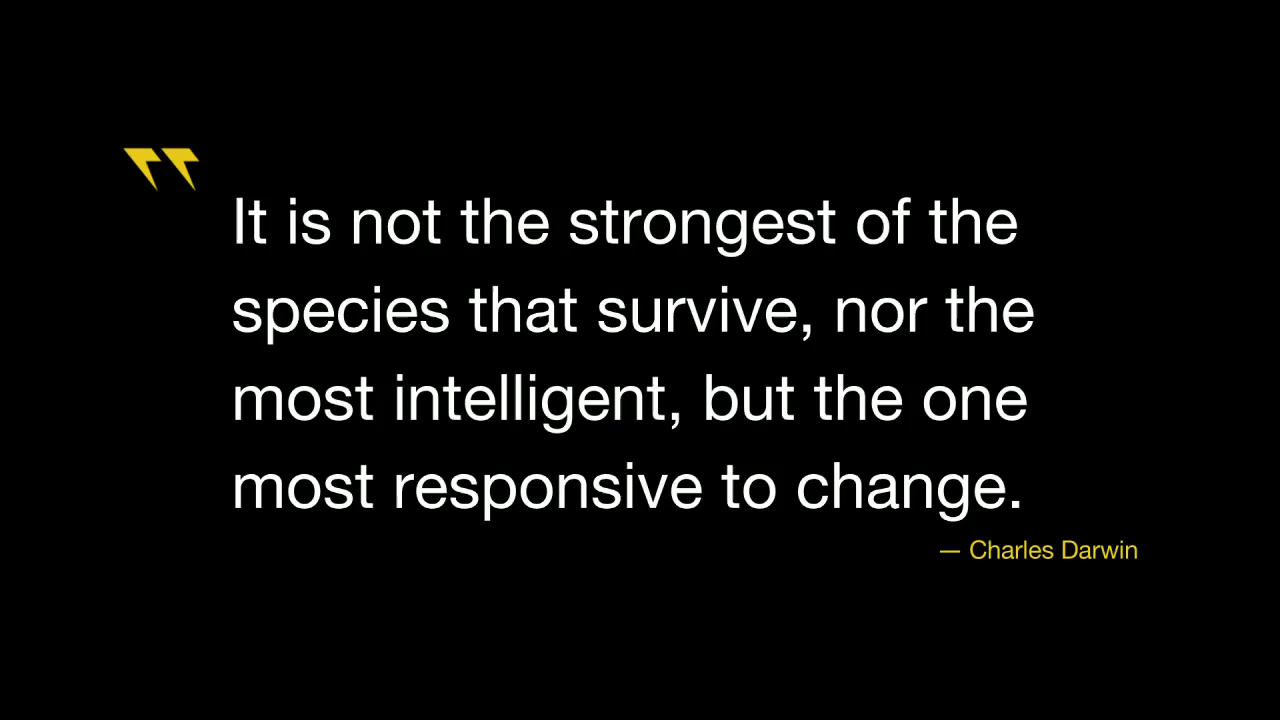 It is not the strongest of the
species that survive, nor the
most intelligent, but the one
most responsive to change.
— Charles Darwin